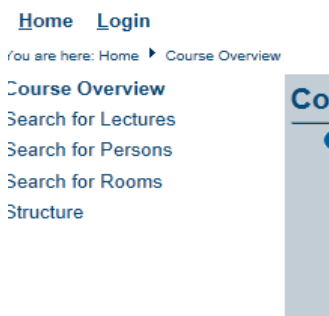 Home Login
You are here: Home Course Overview
Course Overview
Co
Search for Lectures
Search for Persons
Search for Rooms
Structure